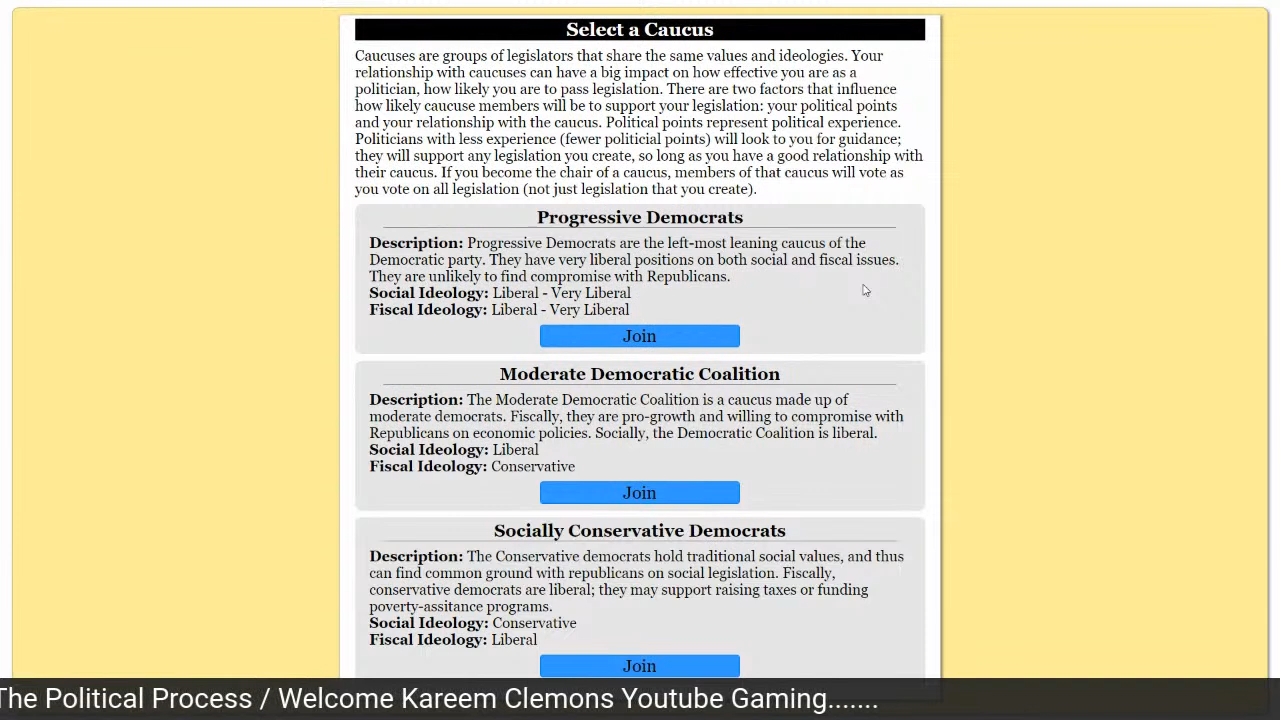 Select a Caucus
Caucuses are groups of legislators that share the same values and ideologies. Your
relationship with caucuses can have a big impact on how effective you are as a
politician, how likely you are to pass legislation. There are two factors that influence
how likely caucuse members will be to support your legislation: your political points
and your relationship with the caucus. Political points represent political experience.
Politicians with less experience (fewer politicial points) will look to you for guidance;
they will support any legislation you create, so long as you have a good relationship with
their caucus. If you become the chair of a caucus, members of that caucus will vote as
you vote on all legislation (not just legislation that you create).
Progressive Democrats
Description: Progressive Democrats are the left-most leaning caucus of the
Democratic party. They have very liberal positions on both social and fiscal issues.
They are unlikely to find compromise with Republicans.
Social Ideology: Liberal - Very Liberal
Fiscal Ideology: Liberal - Very Liberal
Join
Moderate Democratic Coalition
Description: The Moderate Democratic Coalition is a caucus made up of
moderate democrats. Fiscally, they are pro-growth and willing to compromise with
Republicans on economic policies. Socially, the Democratic Coalition is liberal.
Social Ideology: Liberal
Fiscal Ideology: Conservative
Join
Socially Conservative Democrats
Description: The Conservative democrats hold traditional social values, and thus
can find common ground with republicans on social legislation. Fiscally,
conservative democrats are liberal; they may support raising taxes or funding
poverty-assitance programs.
Social Ideology: Conservative
Fiscal Ideology: Liberal
Join
The Political Process / Welcome Kareem Clemons Youtube Gaming.......